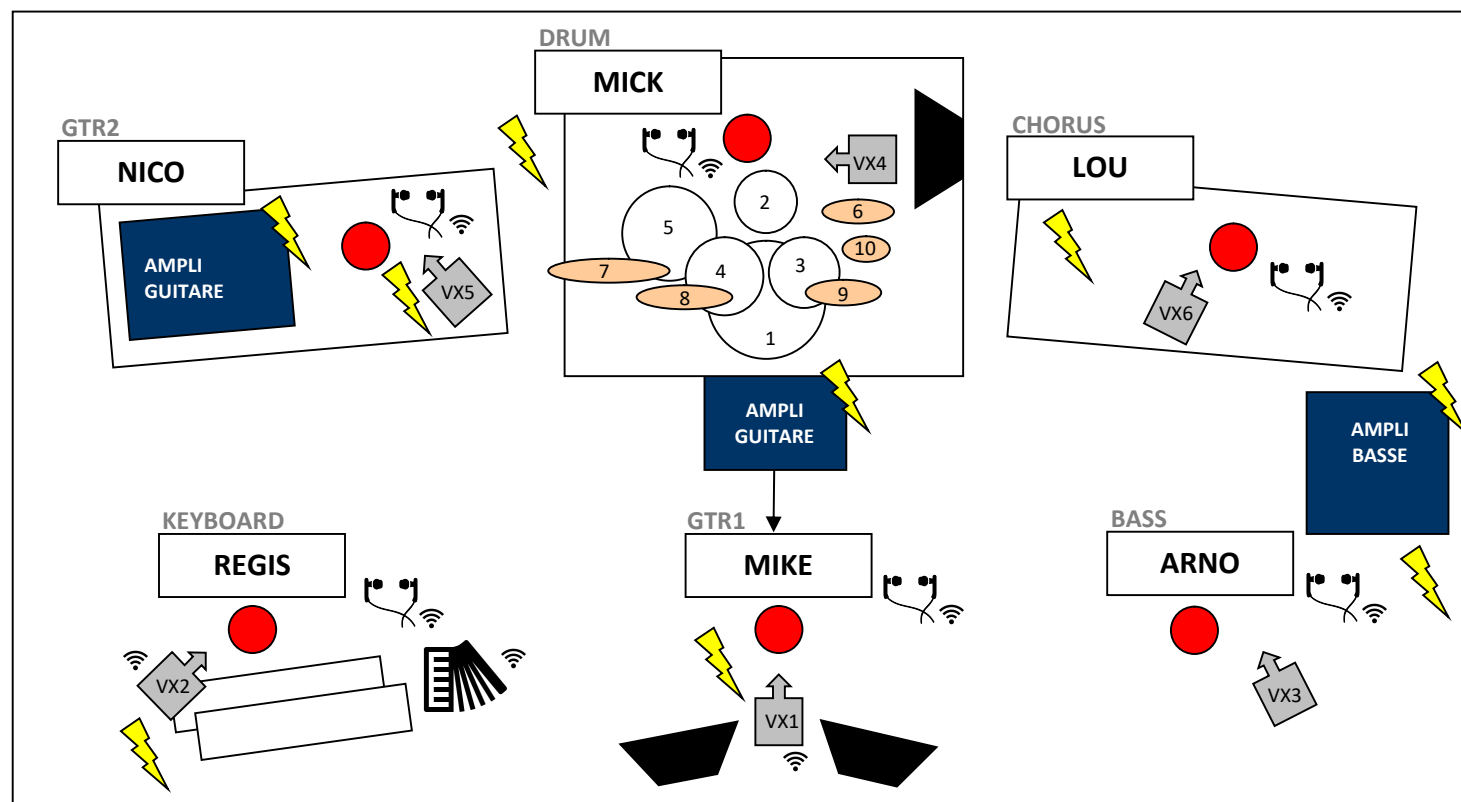 DRUM
MICK
GTR2
NICO
AMPLI
GUITARE
VX5
VX4
2
5
6
10
4
3
7
8
9
1
CHORUS
LOU
VX6
AMPLI
GUITARE
AMPLI
BASSE
KEYBOARD
REGIS
VX2
GTR1
MIKE
VX1
BASS
ARNO
VX3